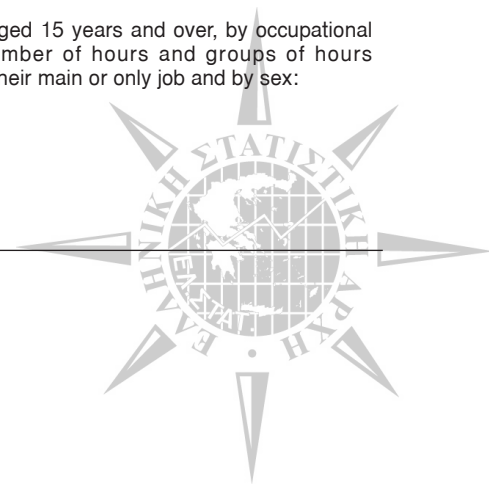 ged 15 years and over, by occupational
mber of hours and groups of hours
heir main or only job and by sex:
ΕΛΛΗΝΙΚΗ ΣΤΑΤΙΣΤΙΚΗ ΑΡΧΗ
ΕΛΣΤΑΤ